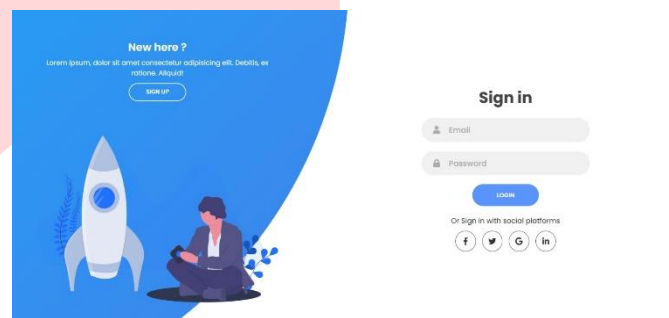 New here ?
Lorem ipsum, dolor sit amet consectetur adipisicing elit. Debitis, ex
ratione. Aliquid!
SIGN UP
Sign in
Email
Password
LOGIN
Or Sign in with social platforms
f
G
in